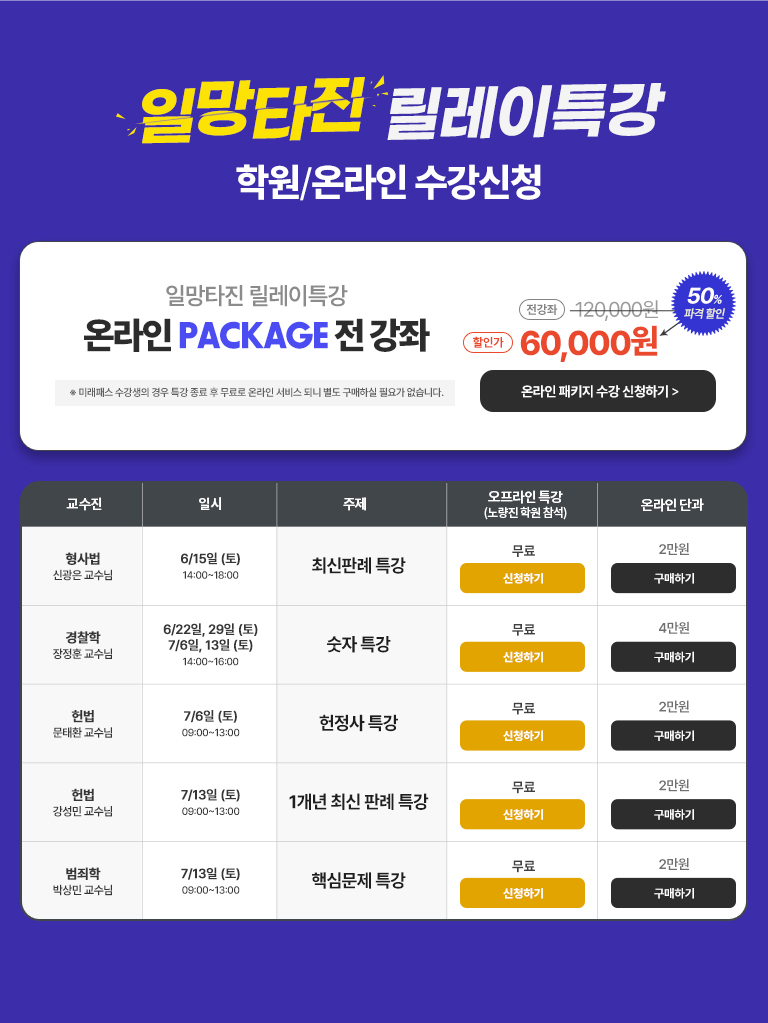 일망타진 릴레이특강
학원/온라인 수강신청
일망타진 릴레이특강
온라인 PACKAGE 전 강좌
※ 미래패스 수강생의 경우 특강 종료 후 무료로 온라인 서비스 되니 별도 구매하실 필요가 없습니다.
전강좌 120,000원
할인가 60,000원
50%
파격 할인
온라인 패키지 수강 신청하기 >
교수진 일시 주제 오프라인 특강 온라인 단과
(노량진 학원 참석)
형사법 6/15일 (토) 최신판례 특강 무료 2만원
신광은 교수님 14:00~18:00 신청하기 구매하기
경찰학 6/22일, 29일 (토) 숫자 특강 무료 4만원
장정훈 교수님 7/6일, 13일 (토) 신청하기 구매하기
14:00~16:00
헌법 7/6일 (토) 헌정사 특강 무료 2만원
문태환 교수님 09:00~13:00 신청하기 구매하기
헌법 7/13일 (토) 1개년 최신 판례 특강 무료 2만원
강성민 교수님 09:00~13:00 신청하기 구매하기
범죄학 7/13일 (토) 핵심문제 특강 무료 2만원
박상민 교수님 09:00~13:00 신청하기 구매하기